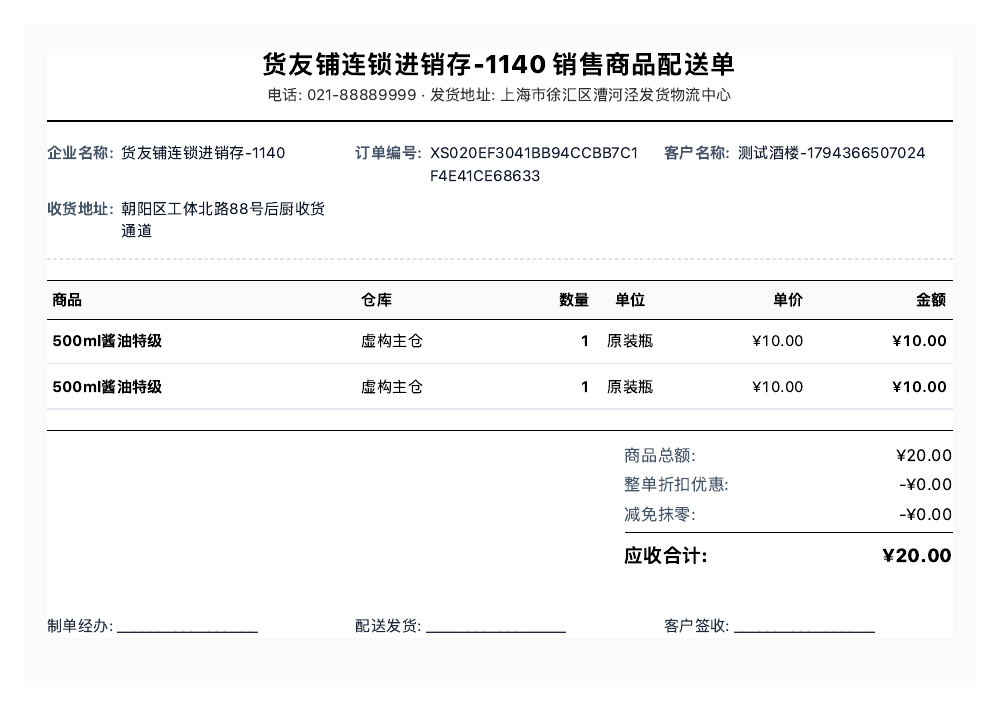 货友铺连锁进销存-1140 销售商品配送单
电话: 021-88889999 · 发货地址: 上海市徐汇区漕河泾发货物流中心
企业名称: 货友铺连锁进销存-1140 订单编号: XS020EF3041BB94CCBB7C1 客户名称: 测试酒楼-1794366507024
F4E41CE68633
收货地址: 朝阳区工体北路88号后厨收货
通道
商品 仓库 数量 单位 单价 金额
500ml酱油特级 虚构主仓 1 原装瓶 ¥10.00 ¥10.00
500ml酱油特级 虚构主仓 1 原装瓶 ¥10.00 ¥10.00
商品总额: ¥20.00
整单折扣优惠: -¥0.00
减免抹零: -¥0.00
应收合计: ¥20.00
制单经办: __________________ 配送发货: __________________ 客户签收: __________________